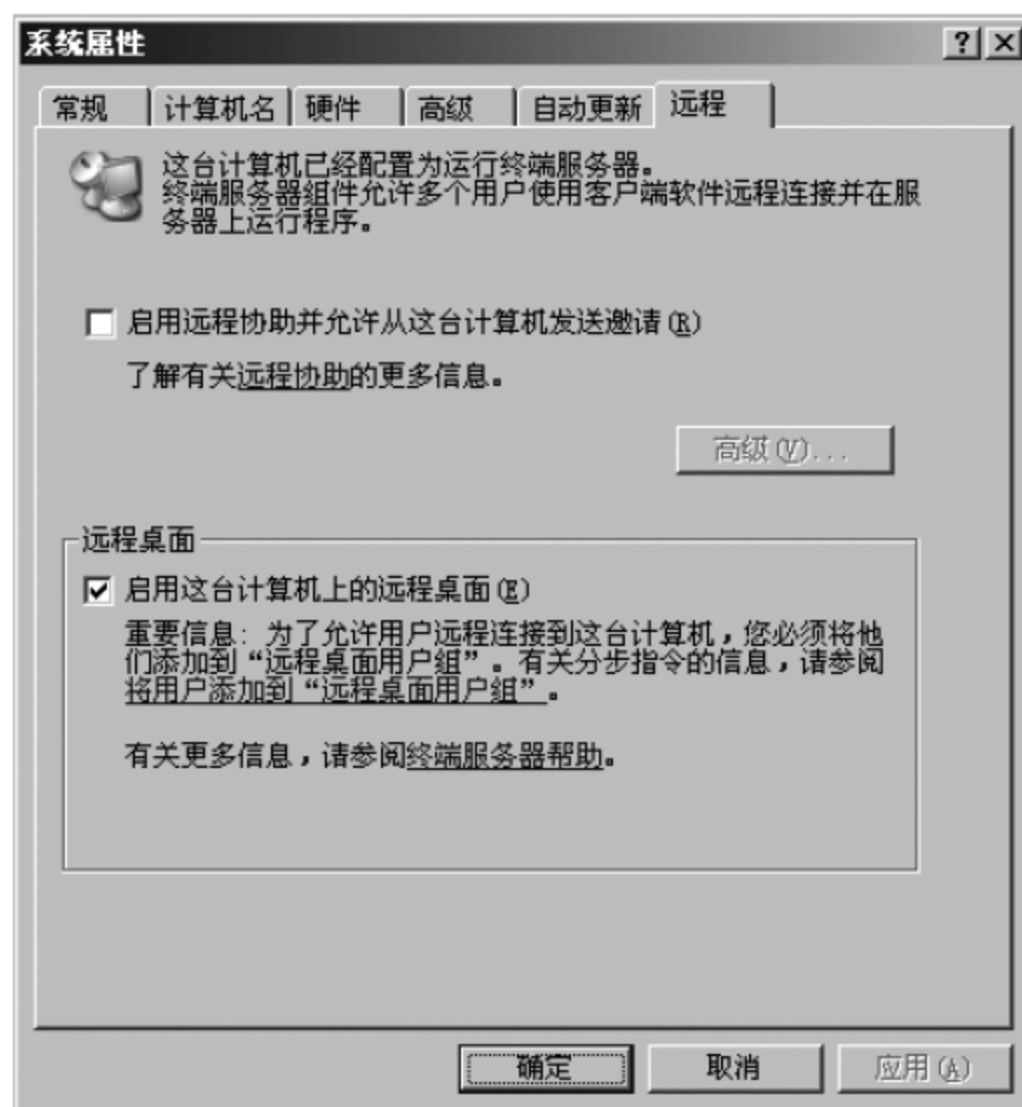 系统属性
常规 计算机名 硬件 高级 自动更新 远程
这台计算机已经配置为运行终端服务器。
终端服务器组件允许多个用户使用客户端软件远程连接并在服
务器上运行程序。
启用远程协助并允许从这台计算机发送邀请(R)
了解有关远程协助的更多信息。
高级(V)...
远程桌面
启用这台计算机上的远程桌面(E)
重要信息: 为了允许用户远程连接到这台计算机，您必须将他
们添加到“远程桌面用户组”。有关分步指令的信息，请参阅
将用户添加到“远程桌面用户组”。
有关更多信息，请参阅终端服务器帮助。
确定 取消 应用(A)